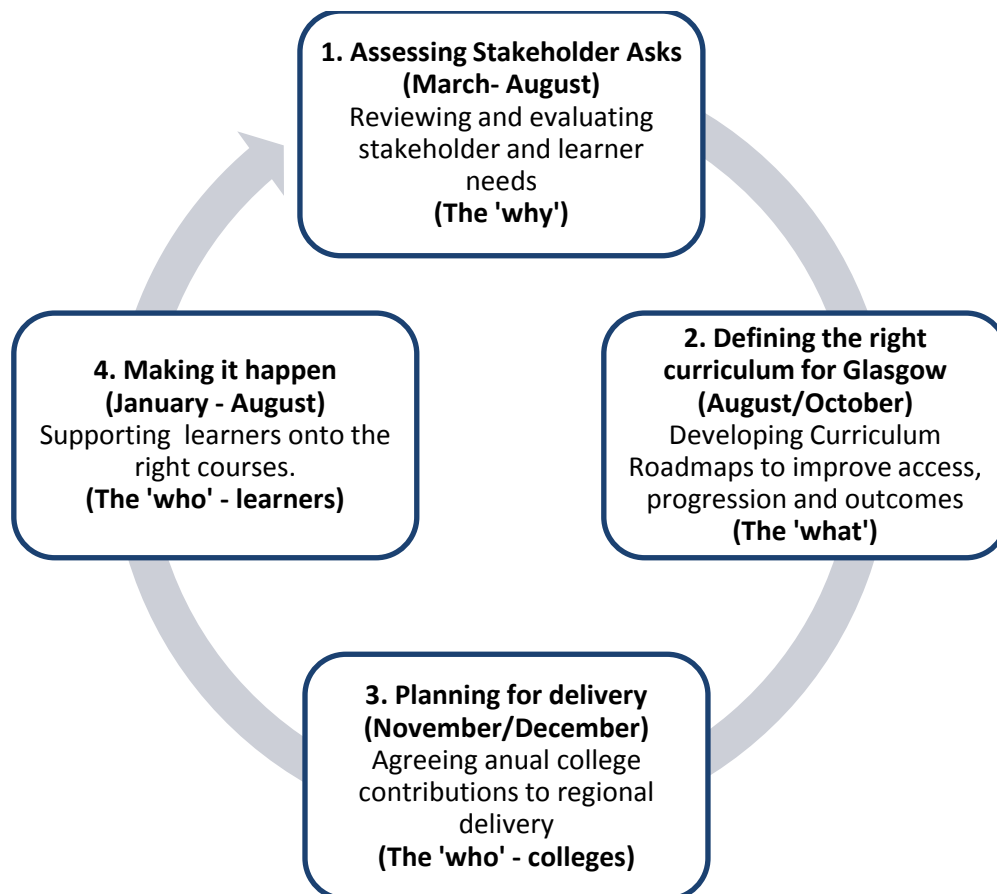 1. Assessing Stakeholder Asks
(March- August)
Reviewing and evaluating
stakeholder and learner
needs
(The 'why')
2. Defining the right
curriculum for Glasgow
(August/October)
Developing Curriculum
Roadmaps to improve access,
progression and outcomes
(The 'what')
3. Planning for delivery
(November/December)
Agreeing anual college
contributions to regional
delivery
(The 'who' - colleges)
4. Making it happen
(January - August)
Supporting learners onto the
right courses.
(The 'who' - learners)